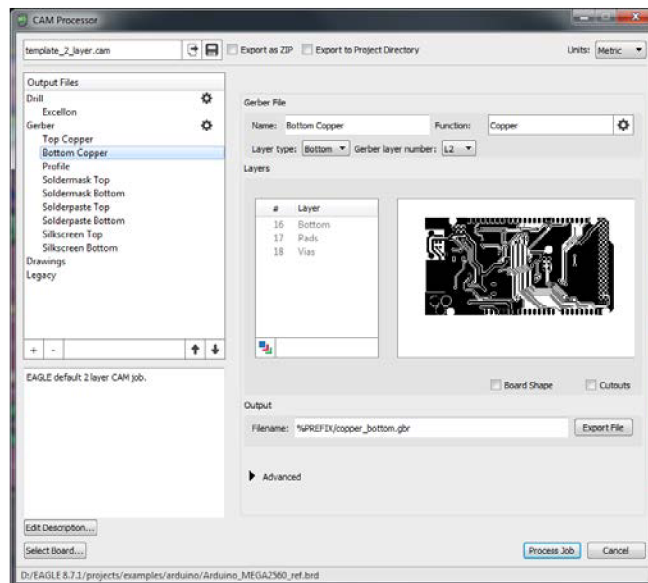 CAM Processor
template_2_layer.cam
Export as ZIP
Export to Project Directory
Units: Metric
Output Files
Drill
Excellon
Gerber
Top Copper
Bottom Copper
Profile
Soldermask Top
Soldermask Bottom
Solderpaste Top
Solderpaste Bottom
Silkscreen Top
Silkscreen Bottom
Drawings
Legacy
+ -
EAGLE default 2 layer CAM job.
Edit Description...
Select Board...
Gerber File
Name: Bottom Copper Function: Copper
Layer type: Bottom Gerber layer number: L2
Layers
# Layer
16 Bottom
17 Pads
18 Vias
Board Shape Cutouts
Output
Filename: %PREFIX/copper_bottom.gbr Export File
Advanced
Process Job Cancel
D:/EAGLE 8.7.1/projects/examples/arduino/Arduino_MEGA2560_ref.brd